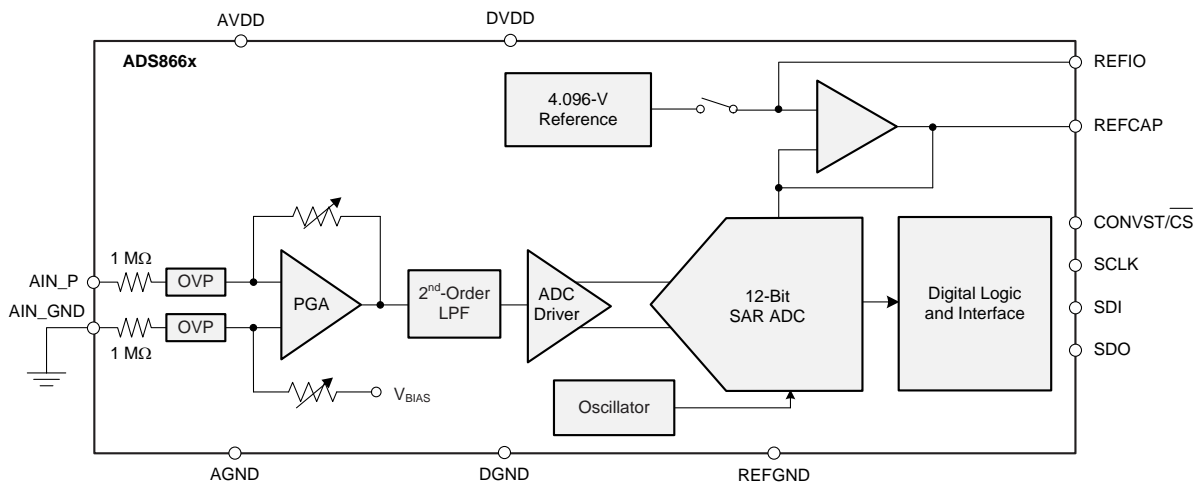 AVDD
DVDD
ADS866x
REFIO
4.096-V
Reference
REFCAP
CONVST/C̅S̅
1 MΩ
AIN_P
OVP
SCLK
AIN_GND
PGA
2nd-Order
LPF
ADC
Driver
12-Bit
SAR ADC
Digital Logic
and Interface
SDI
OVP
1 MΩ
SDO
VBIAS
Oscillator
AGND
DGND
REFGND